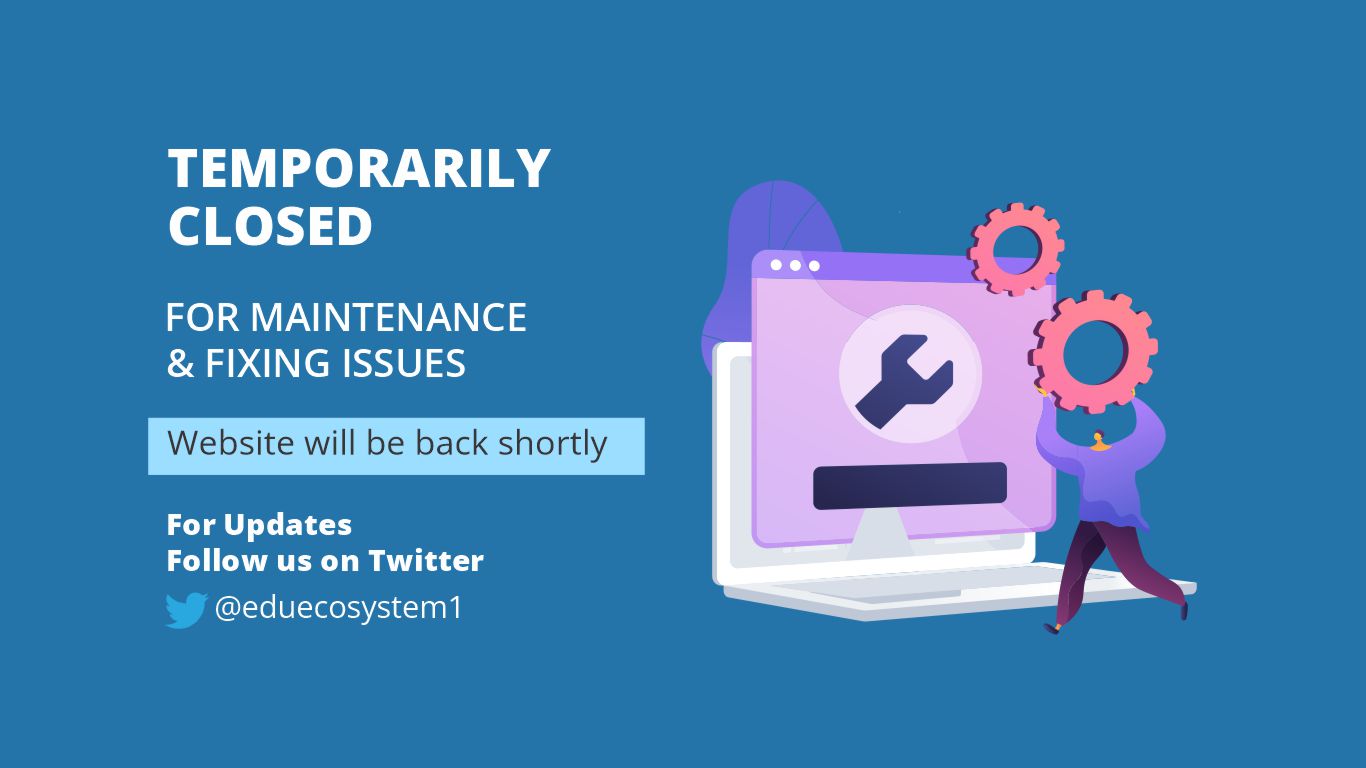 TEMPORARILY
CLOSED
FOR MAINTENANCE
& FIXING ISSUES
Website will be back shortly
For Updates
Follow us on Twitter
@eduecosystem1